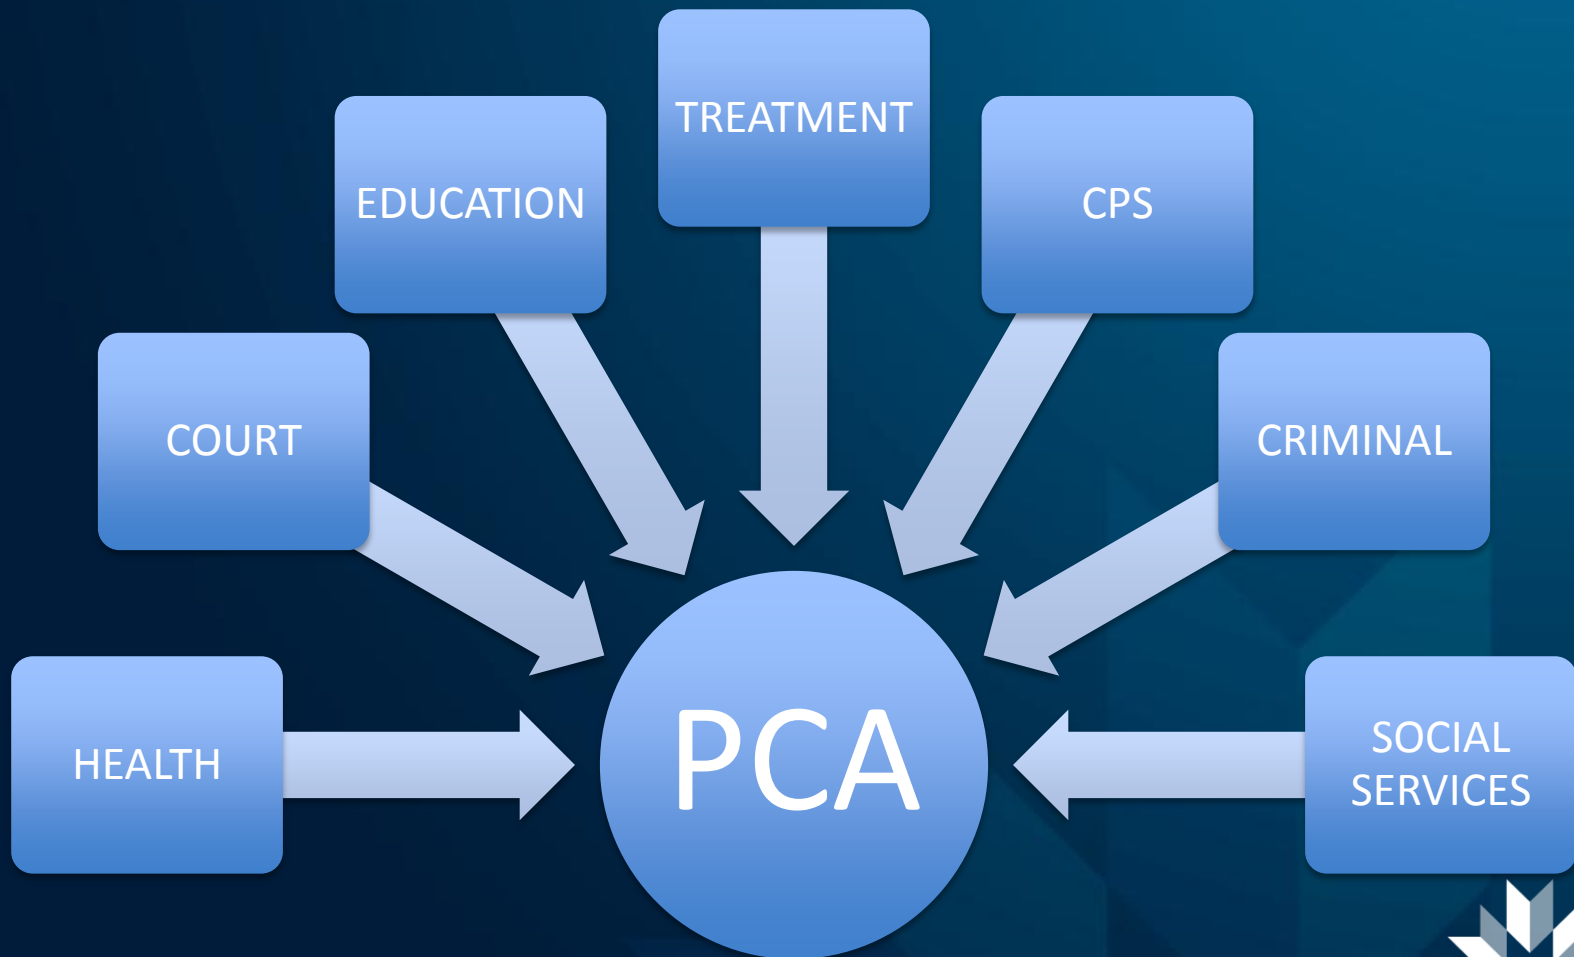 TREATMENT
EDUCATION
CPS
COURT
CRIMINAL
HEALTH
PCA
SOCIAL
SERVICES